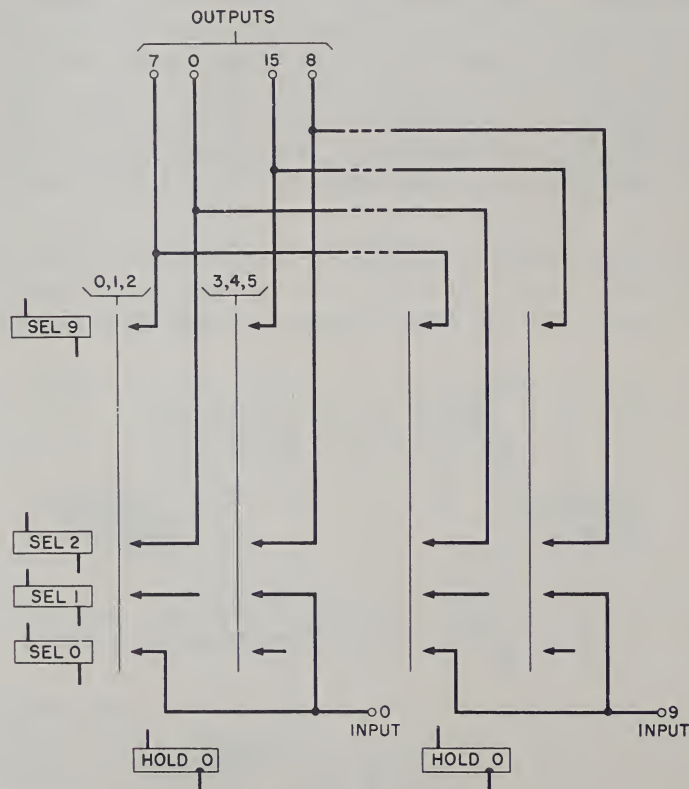 OUTPUTS
7 0 15 8
0,1,2 3,4,5
SEL 9
SEL 2
SEL 1
SEL 0
0 9
INPUT INPUT
HOLD 0 HOLD 0